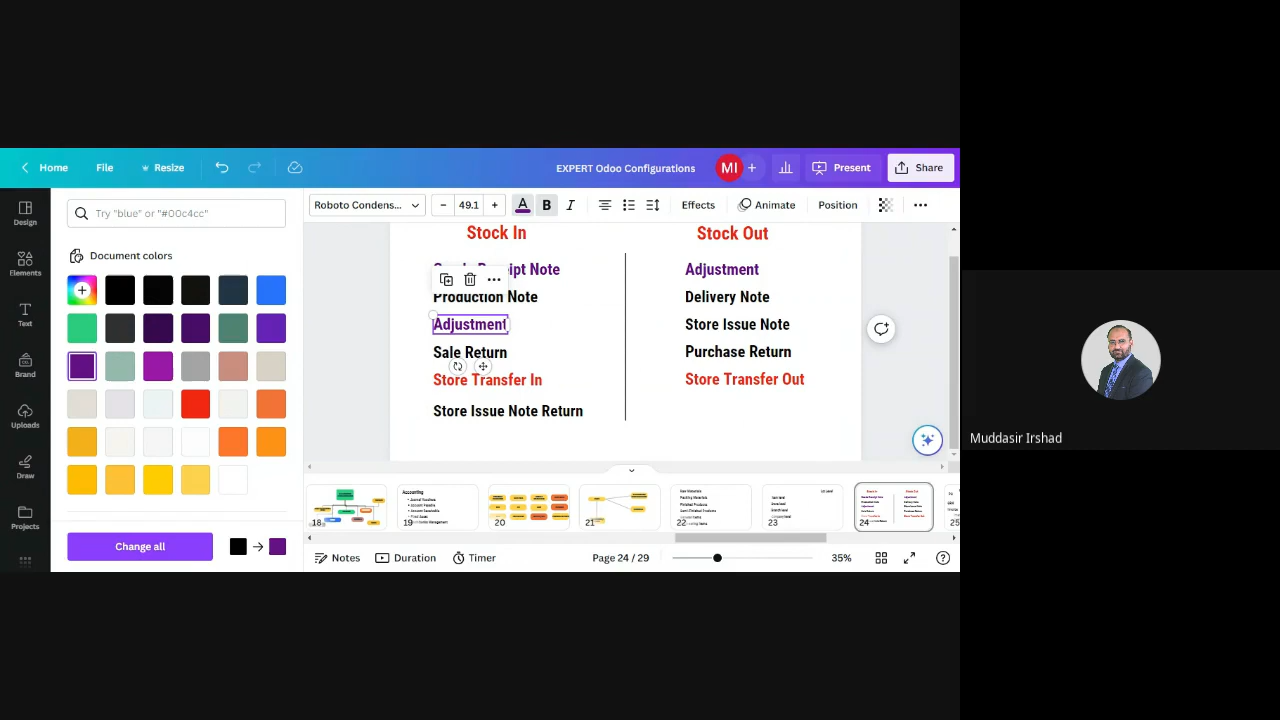 Home File Resize EXPERT Odoo Configurations MI + Present Share
Design
Elements
Text
Brand
Uploads
Draw
Projects
Try "blue" or "#00c4cc"
Document colors
Change all
Roboto Condens... − 49.1 + A B I Effects Animate Position
Stock In
Receipt Note
Production Note
Adjustment
Sale Return
Store Transfer In
Store Issue Note Return
Stock Out
Adjustment
Delivery Note
Store Issue Note
Purchase Return
Store Transfer Out
18
Accounting
19
20
21
22
23
24
25
Notes Duration Timer Page 24 / 29 35%
Muddasir Irshad